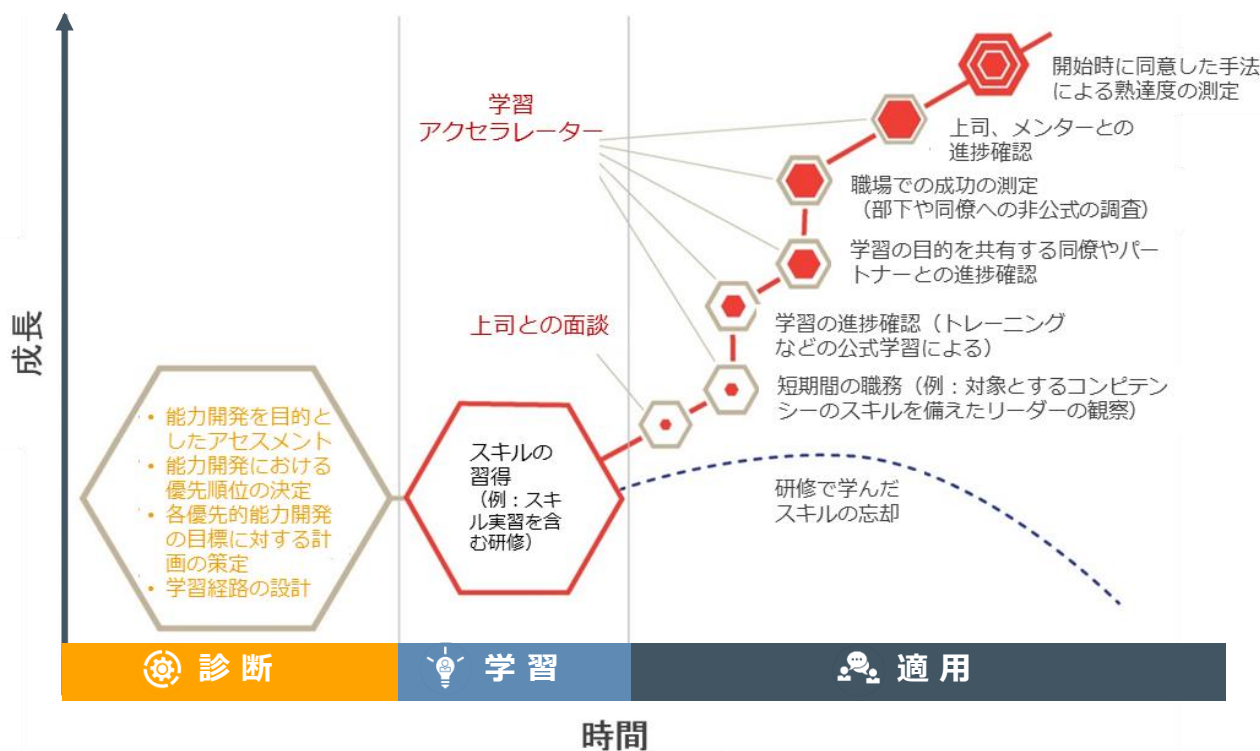 開始時に同意した手法
による熟達度の測定
学習
アクセラレーター
上司、メンターとの
進捗確認
職場での成功の測定
（部下や同僚への非公式の調査）
学習の目的を共有する同僚やパー
トナーとの進捗確認
上司との面談
学習の進捗確認（トレーニング
などの公式学習による）
短期間の職務（例：対象とするコンピテン
シーのスキルを備えたリーダーの観察）
成長
• 能力開発を目的と
したアセスメント
• 能力開発における
優先順位の決定
• 各優先的能力開発
の目標に対する計
画の策定
• 学習経路の設計
スキルの
習得
（例：スキ
ル実習を含
む研修）
研修で学んだ
スキルの忘却
診断
学習
適用
時間